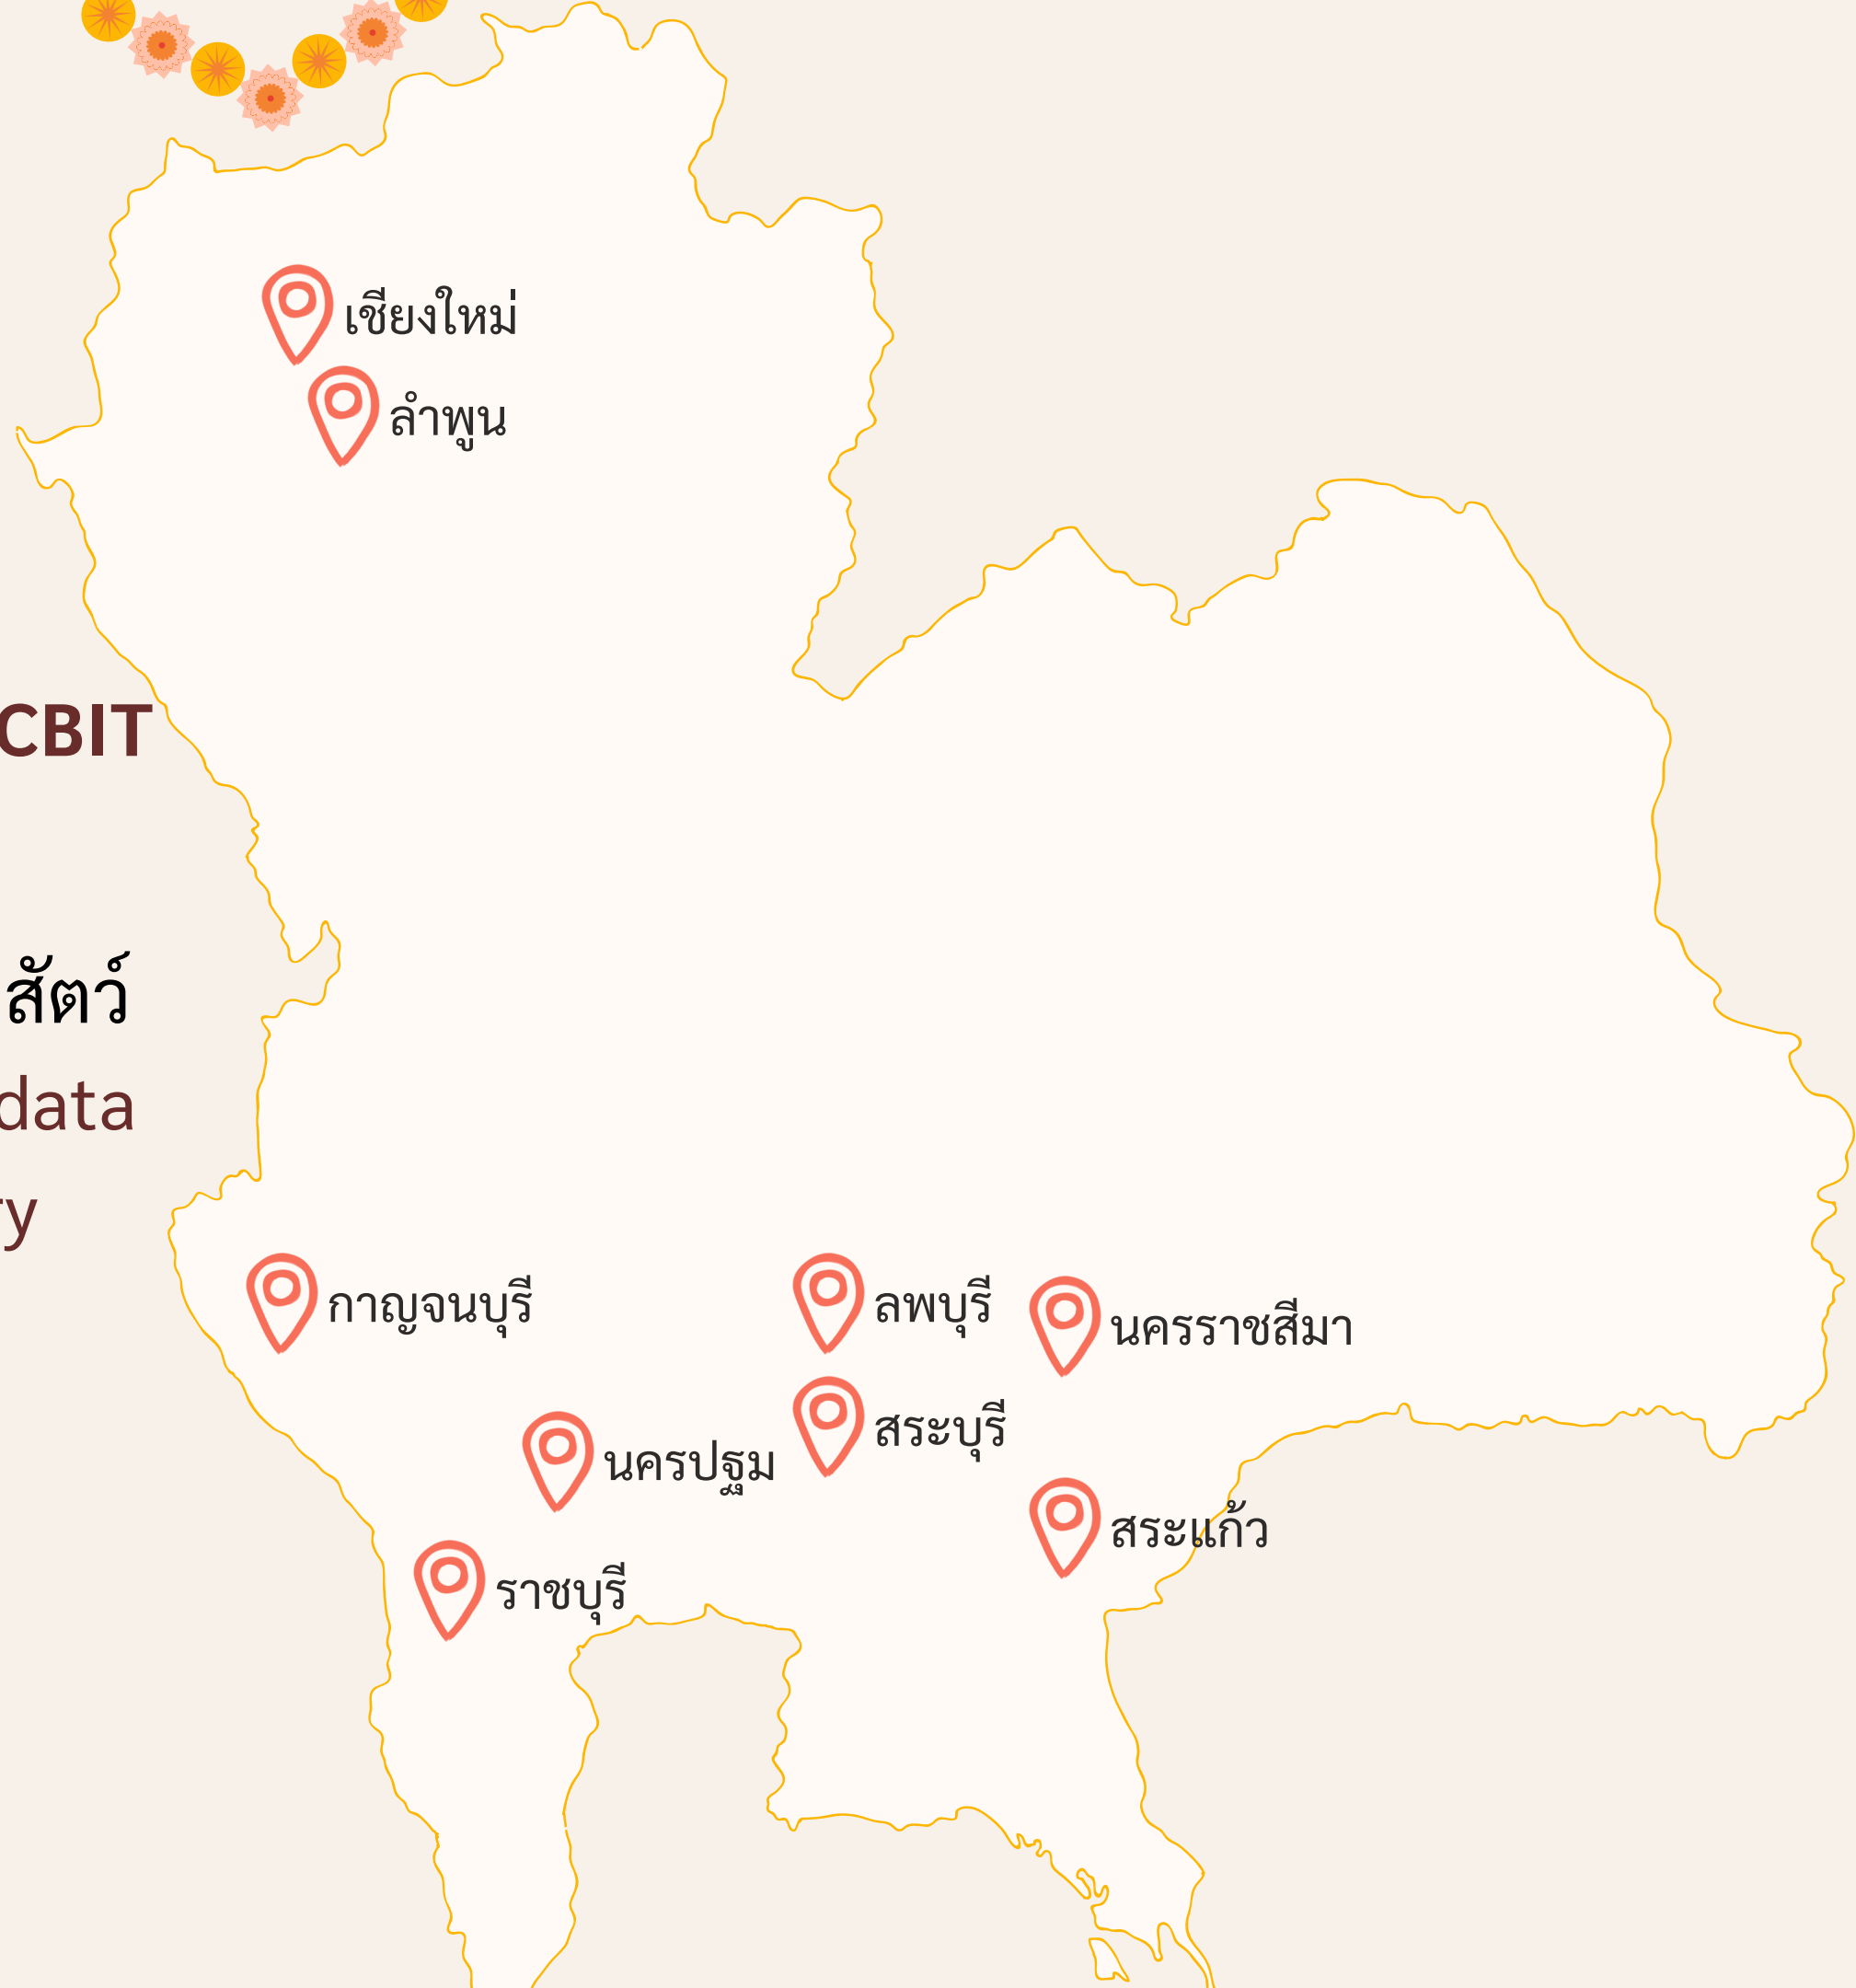 เชียงใหม่
ลำพูน
CBIT
สัตว์
data
กาญจนบุรี
ลพบุรี
นครราชสีมา
สระบุรี
นครปฐม
สระแก้ว
ราชบุรี